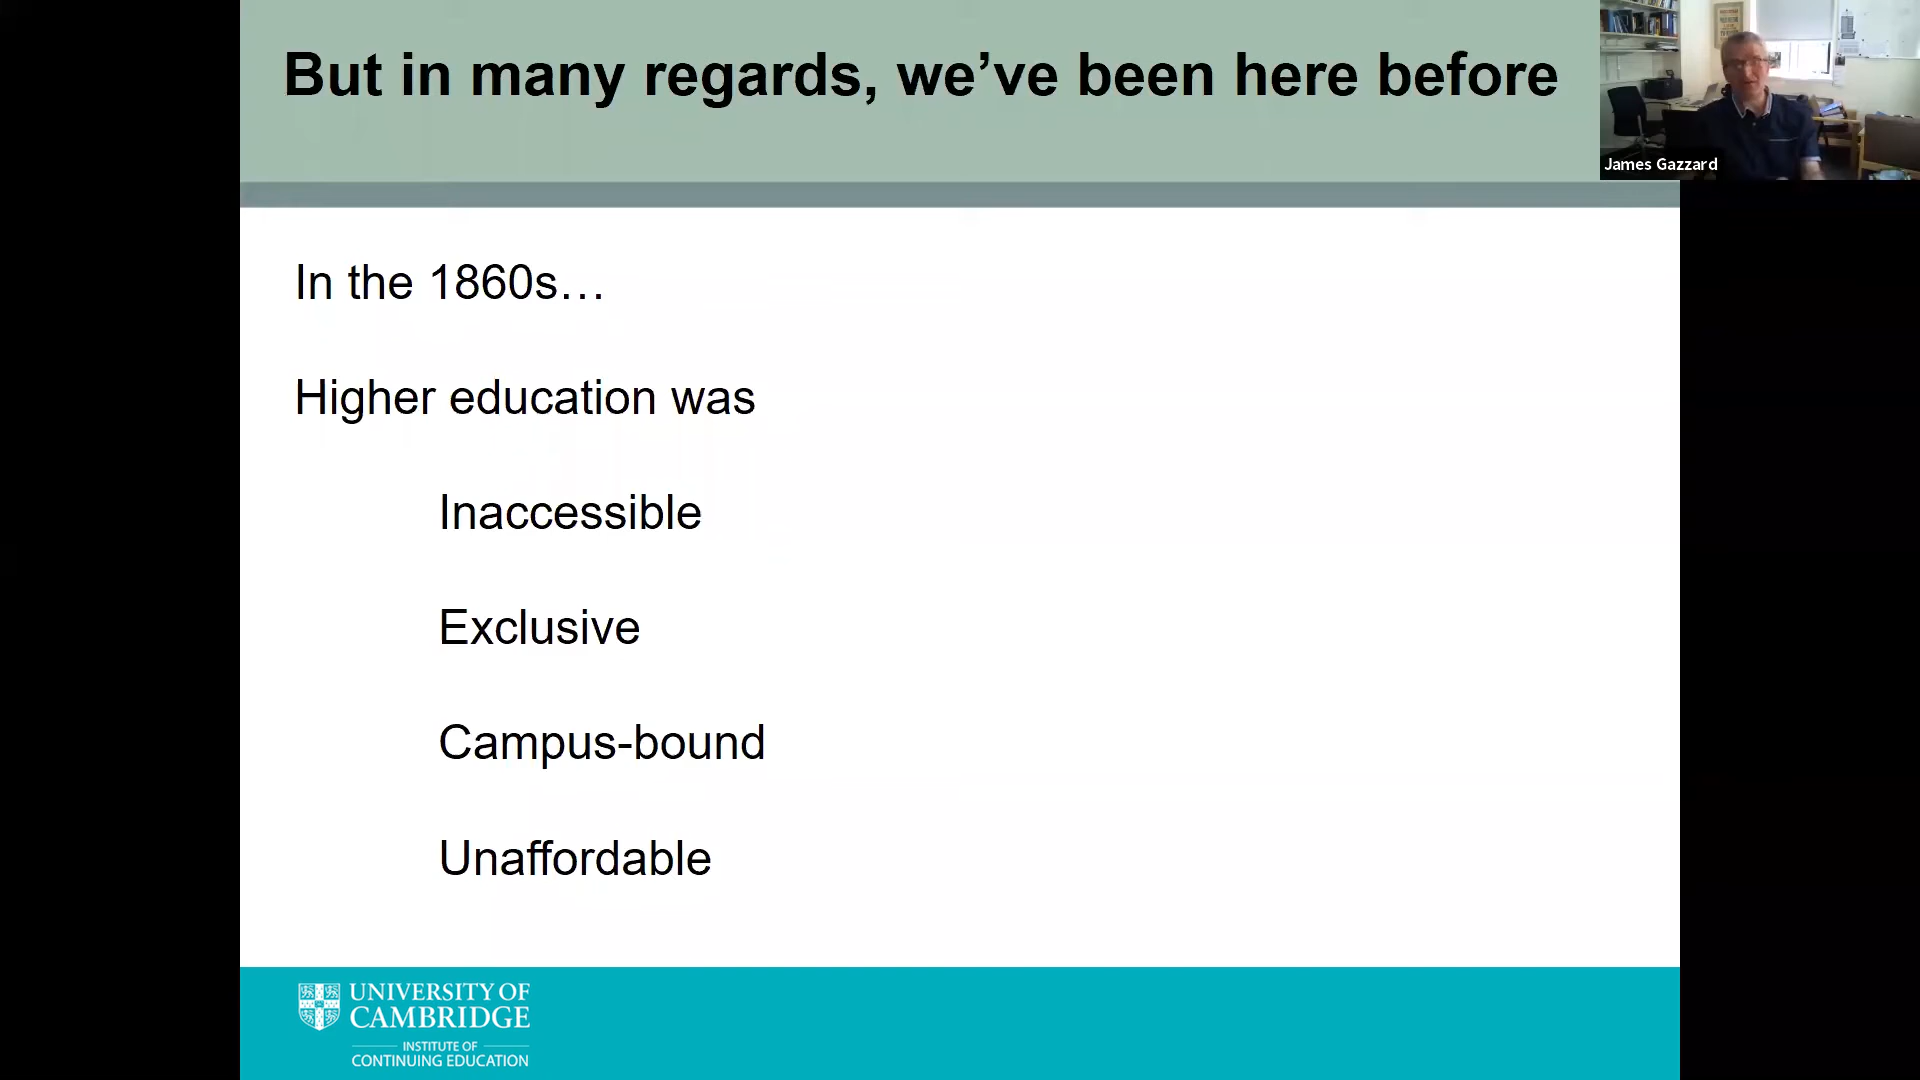 But in many regards, we’ve been here before
James Gazzard
In the 1860s…
Higher education was
Inaccessible
Exclusive
Campus-bound
Unaffordable
UNIVERSITY OF
CAMBRIDGE
INSTITUTE OF
CONTINUING EDUCATION